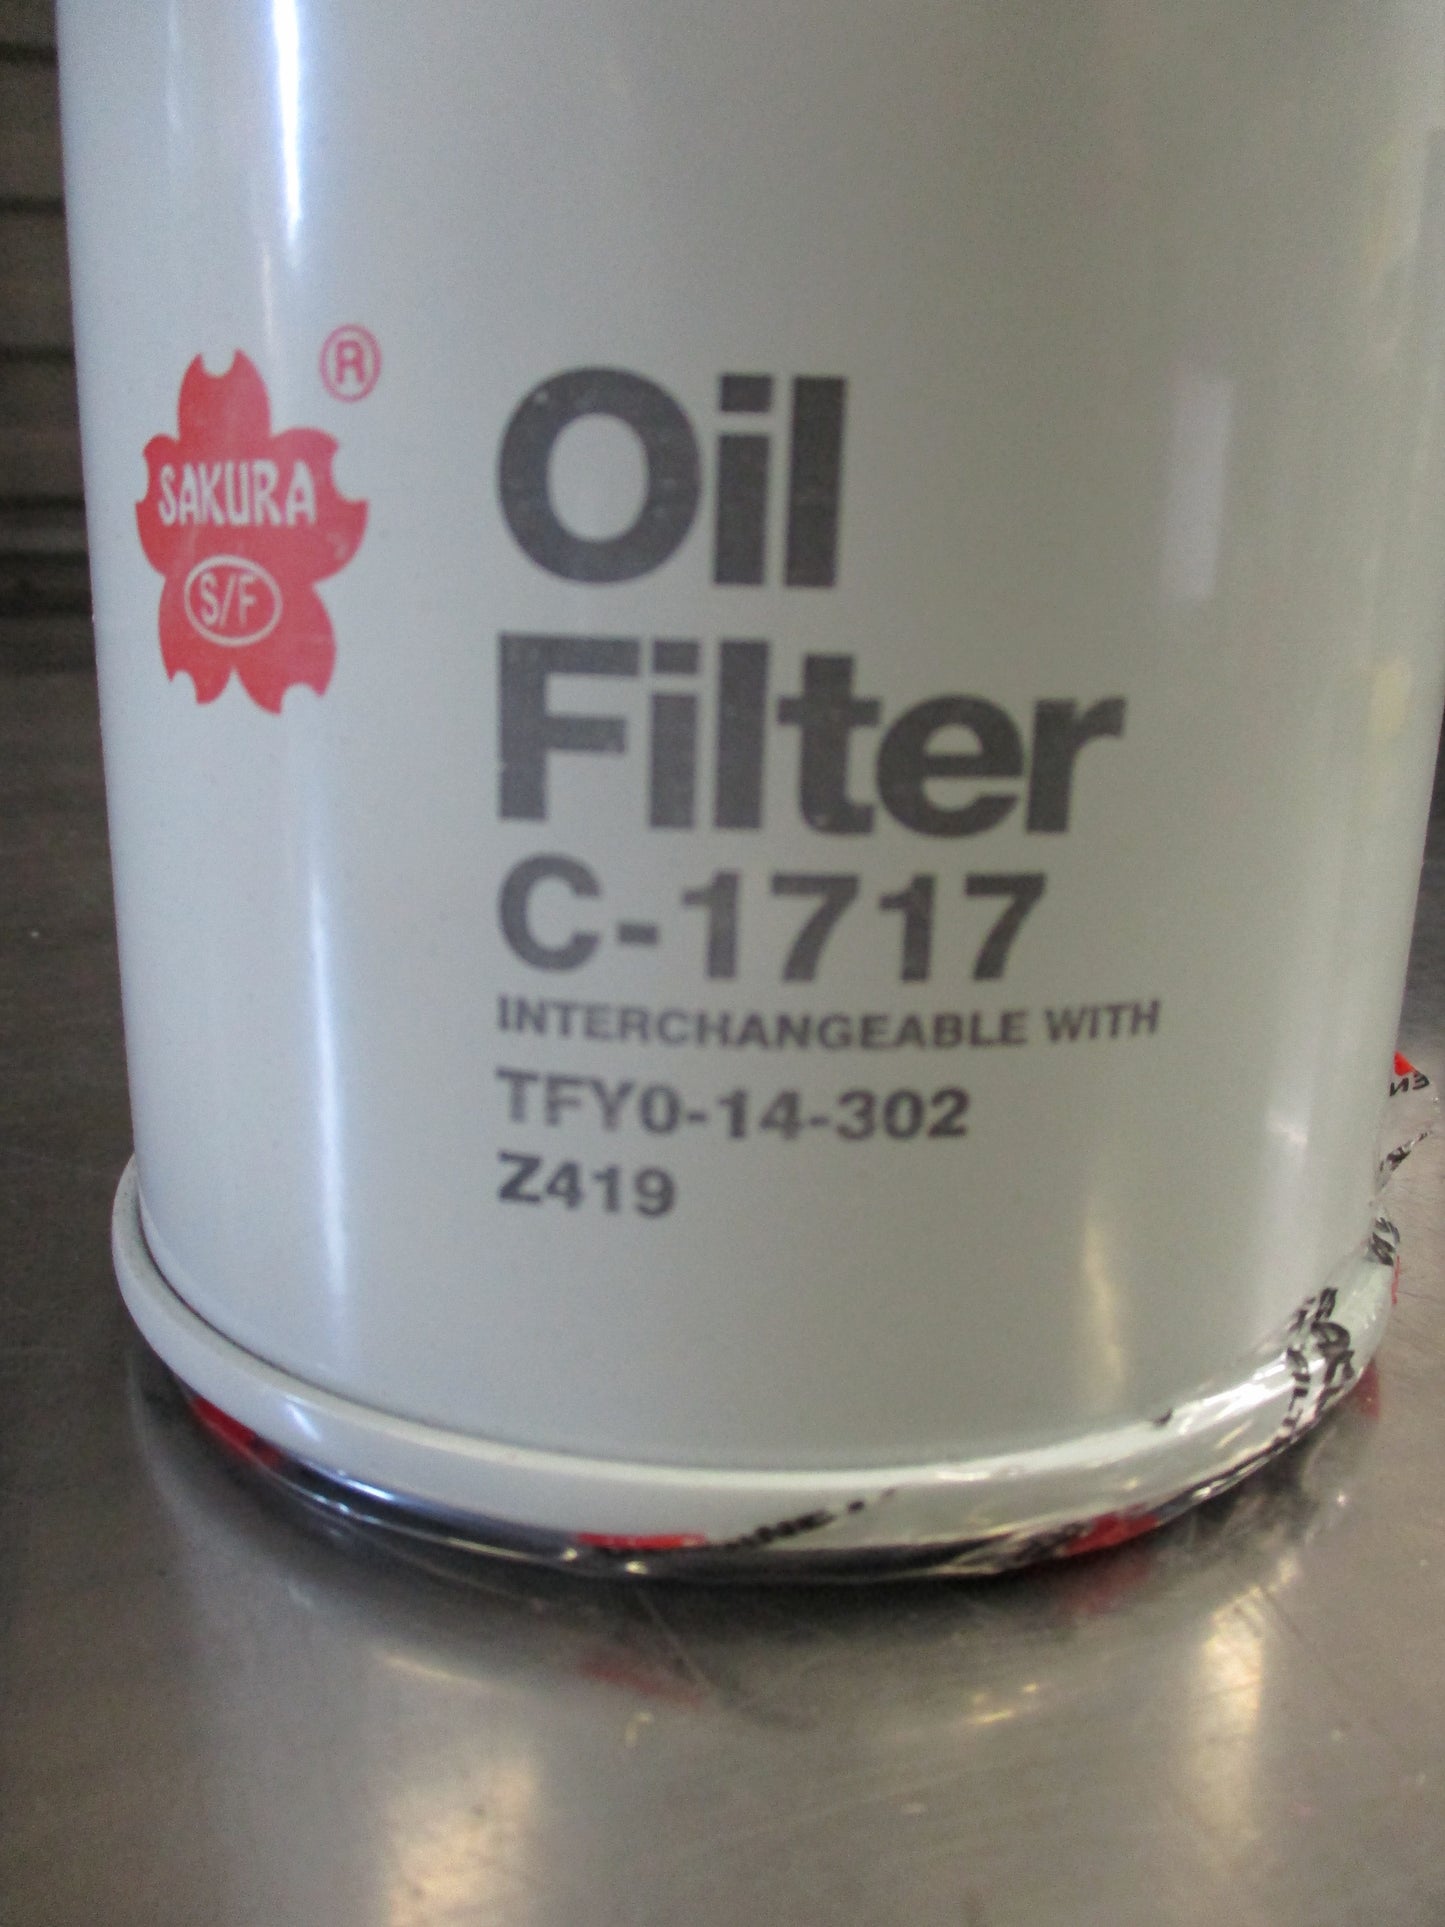 ®
SAKURA
S/F
Oil
Filter
C-1717
INTERCHANGEABLE WITH
TFY0-14-302
Z419